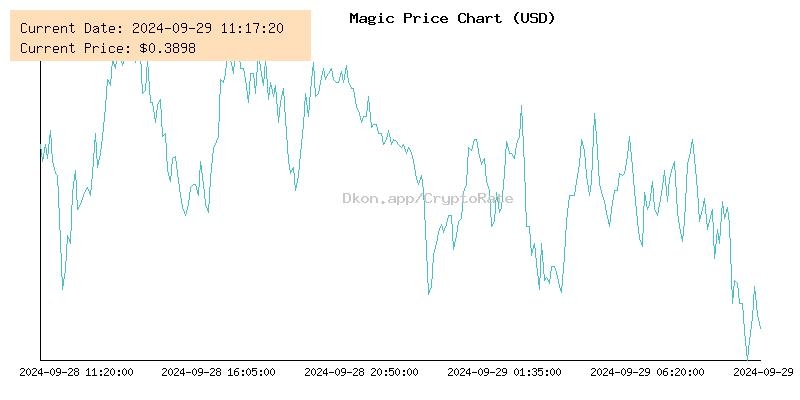 Magic Price Chart (USD)
Current Date: 2024-09-29 11:17:20
Current Price: $0.3898
Dkon.app/CryptoRate
2024-09-28 11:20:00 2024-09-28 16:05:00 2024-09-28 20:50:00 2024-09-29 01:35:00 2024-09-29 06:20:00 2024-09-29